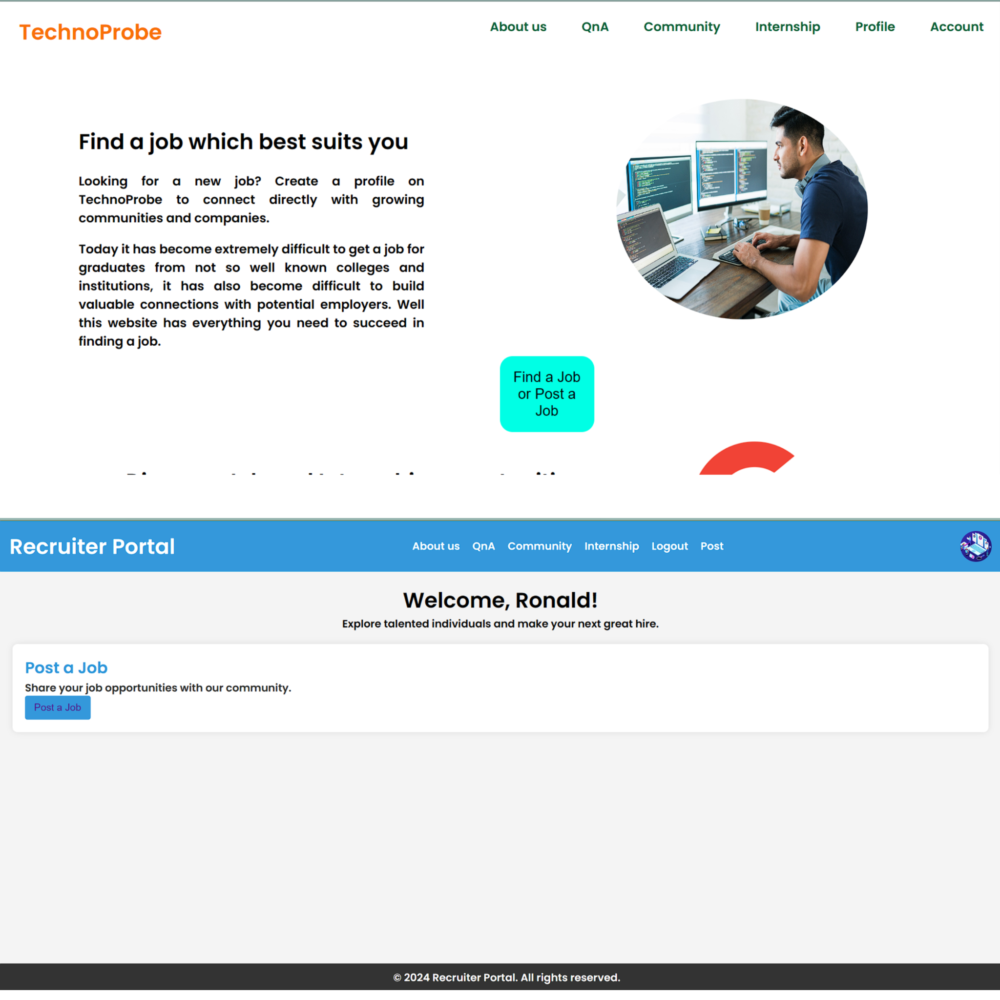 TechnoProbe
About us QnA Community Internship Profile Account
Find a job which best suits you
Looking for a new job? Create a profile on
TechnoProbe to connect directly with growing
communities and companies.
Today it has become extremely difficult to get a job for
graduates from not so well known colleges and
institutions, it has also become difficult to build
valuable connections with potential employers. Well
this website has everything you need to succeed in
finding a job.
Find a Job
or Post a
Job
Recruiter Portal
About us QnA Community Internship Logout Post
Welcome, Ronald!
Explore talented individuals and make your next great hire.
Post a Job
Share your job opportunities with our community.
Post a Job
© 2024 Recruiter Portal. All rights reserved.